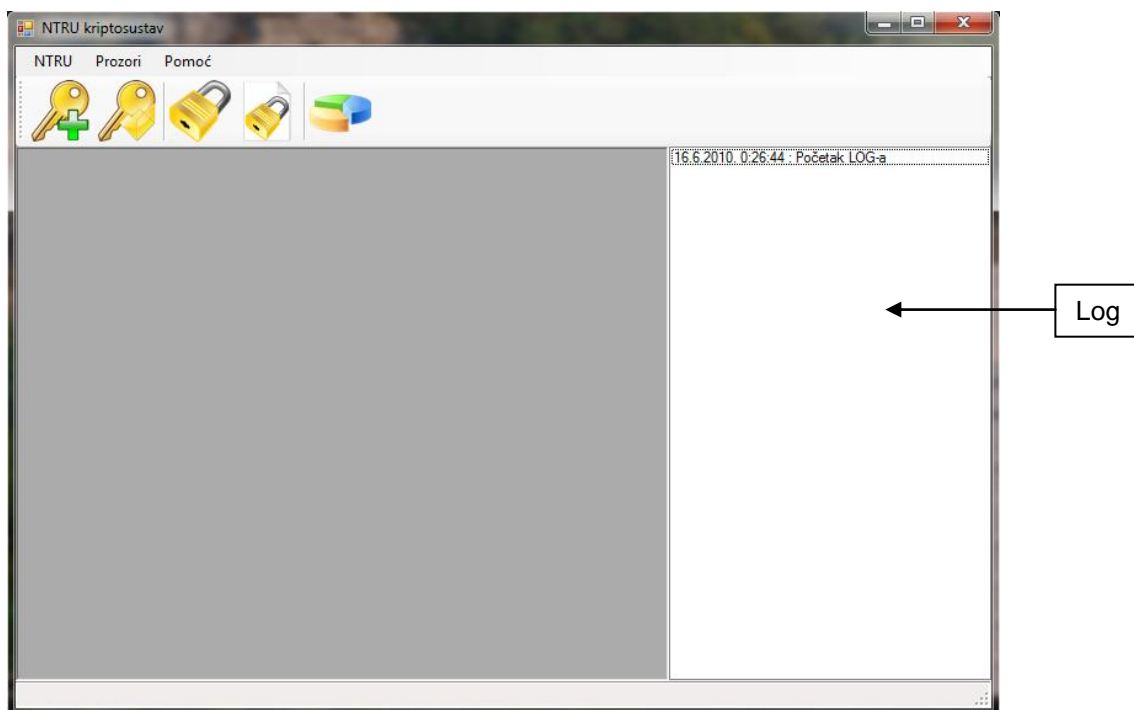 NTRU kriptosustav
NTRU Prozori Pomoć
16.6.2010. 0:26:44 : Početak LOG-a
Log